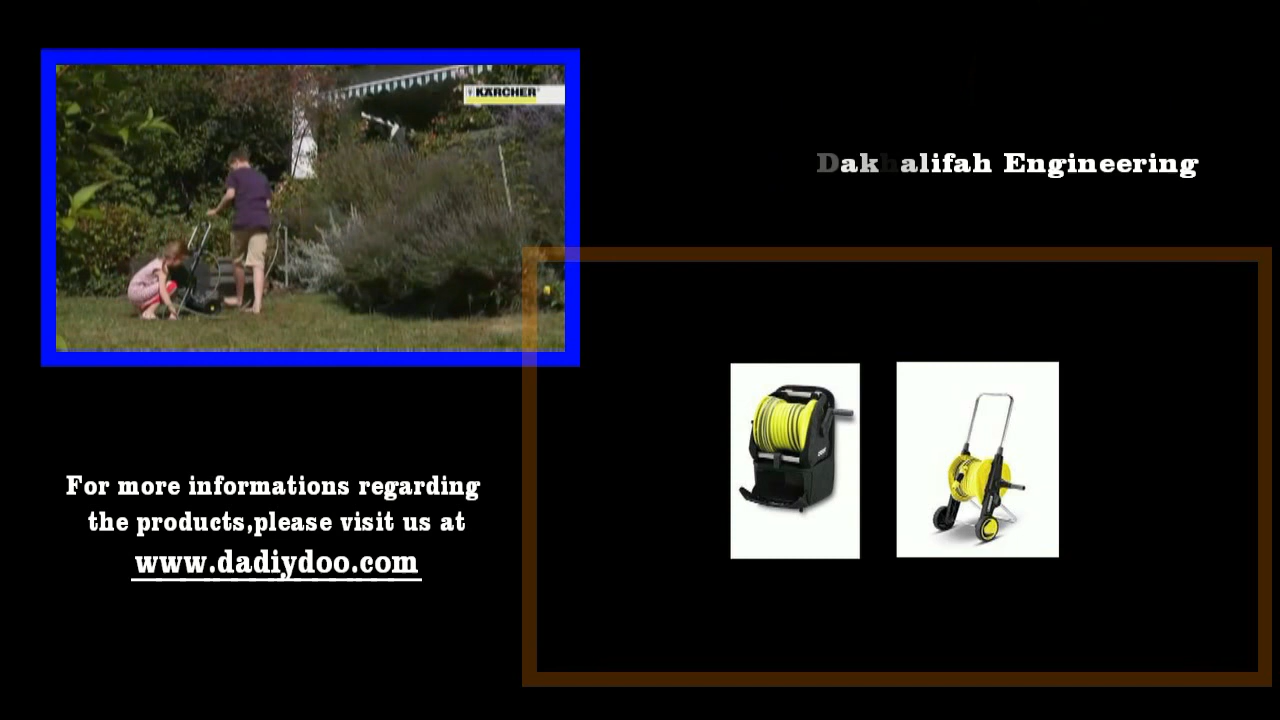 KÄRCHER
Dakhalifah Engineering
For more informations regarding
the products,please visit us at
www.dadiydoo.com